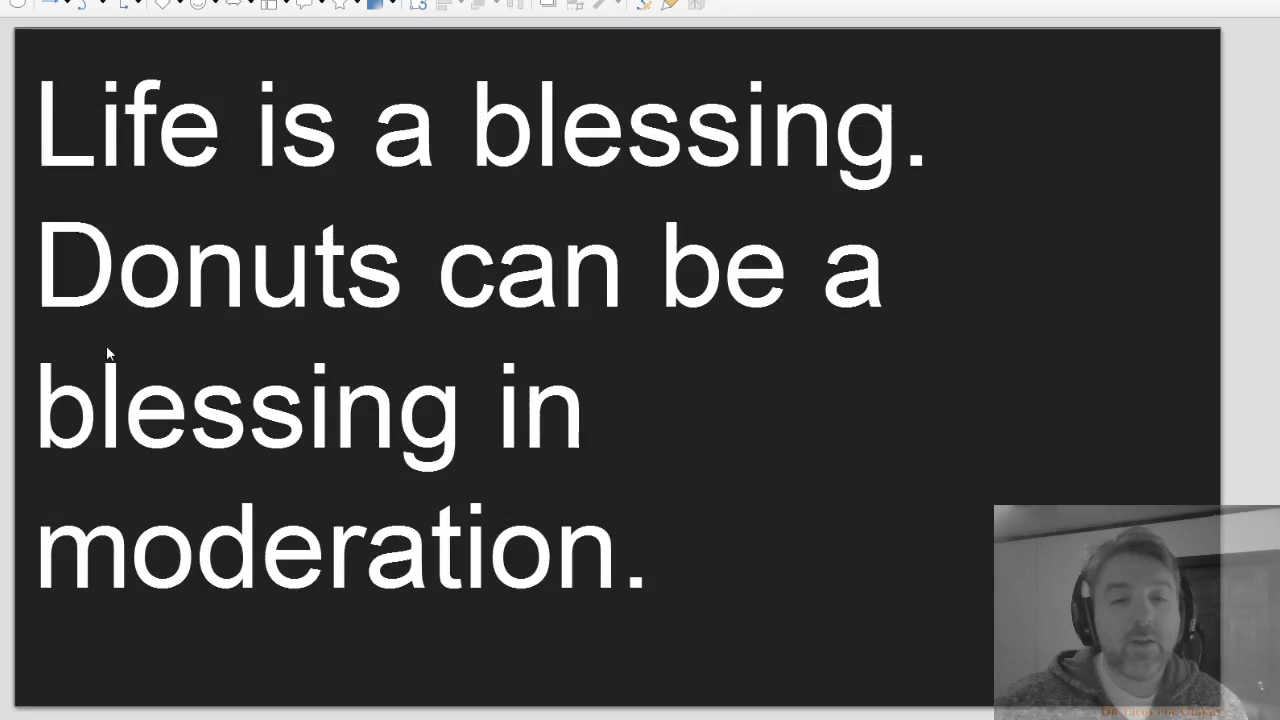 Life is a blessing.
Donuts can be a
blessing in
moderation.